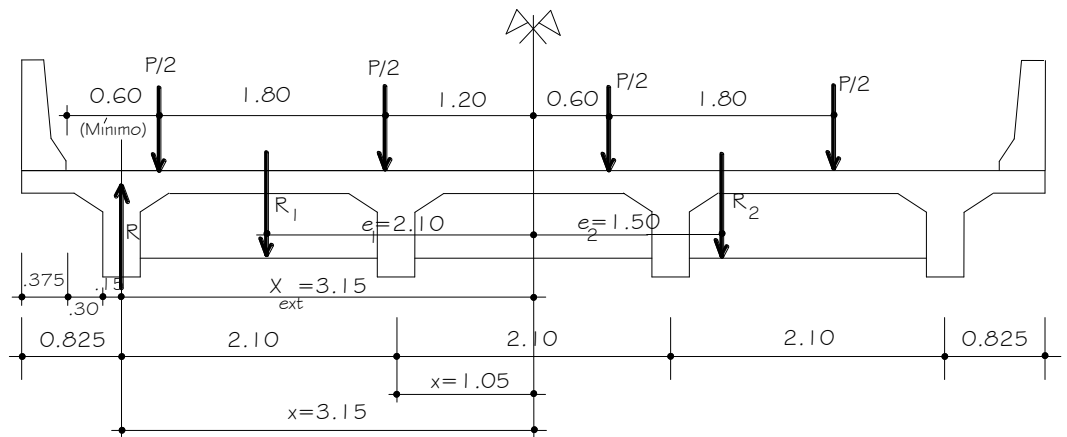 P/2 P/2 P/2 P/2
0.60 1.80 1.20 0.60 1.80
(Mínimo)
R R1 e1=2.10 e2=1.50 R2
.375 .30 .15 Xext=3.15
0.825 2.10 2.10 2.10 0.825
x=1.05
x=3.15